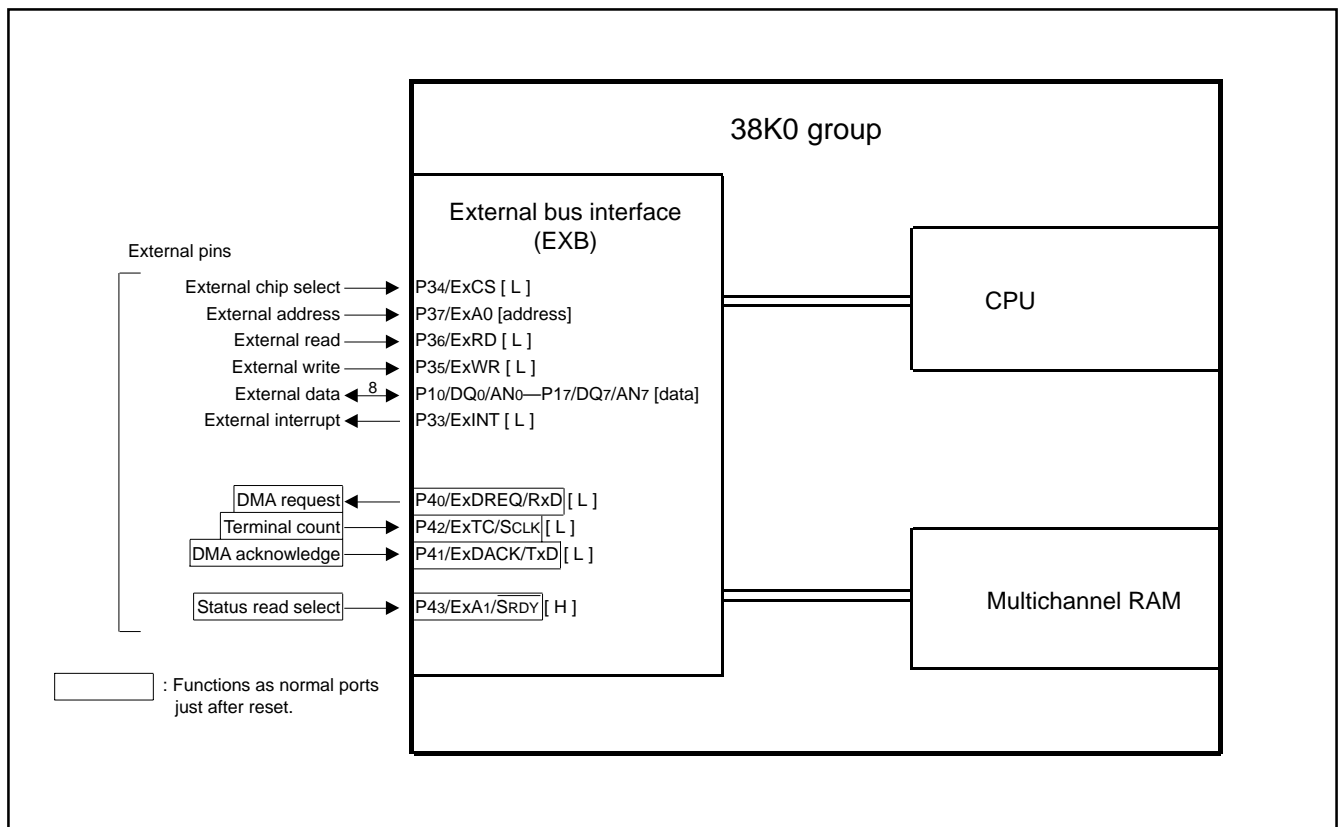 38K0 group
External bus interface
(EXB)
External pins
External chip select P34/ExCS [ L ]
External address P37/ExA0 [address]
External read P36/ExRD [ L ]
External write P35/ExWR [ L ]
External data 8 P10/DQ0/AN0—P17/DQ7/AN7 [data]
External interrupt P33/ExINT [ L ]
CPU
DMA request P40/ExDREQ/RxD [ L ]
Terminal count P42/ExTC/SCLK [ L ]
DMA acknowledge P41/ExDACK/TxD [ L ]
Status read select P43/ExA1/S̅R̅D̅Y̅ [ H ]
Multichannel RAM
: Functions as normal ports
just after reset.